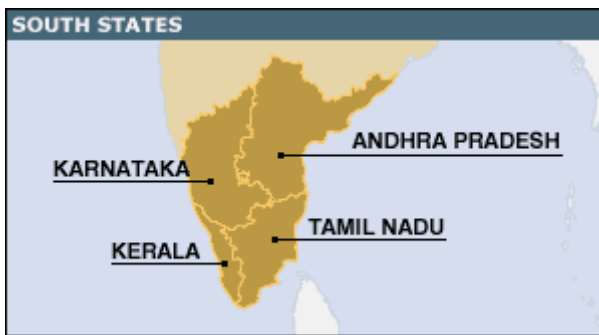 SOUTH STATES
ANDHRA PRADESH
KARNATAKA
TAMIL NADU
KERALA